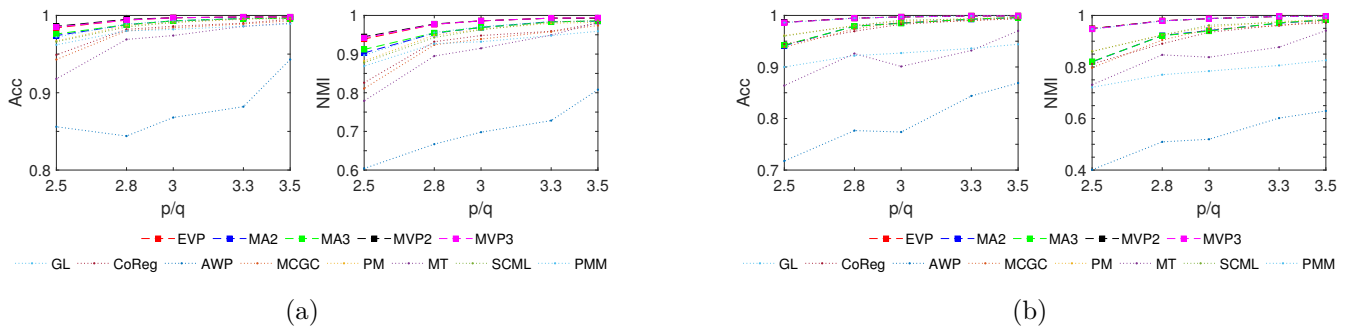 1
0.9
0.8
Acc
2.5 2.8 3 3.3 3.5
p/q
1
0.9
0.8
0.7
0.6
NMI
2.5 2.8 3 3.3 3.5
p/q
EVP MA2 MA3 MVP2 MVP3
GL CoReg AWP MCGC PM MT SCML PMM
(a)
1
0.9
0.8
0.7
Acc
2.5 2.8 3 3.3 3.5
p/q
1
0.8
0.6
0.4
NMI
2.5 2.8 3 3.3 3.5
p/q
EVP MA2 MA3 MVP2 MVP3
GL CoReg AWP MCGC PM MT SCML PMM
(b)